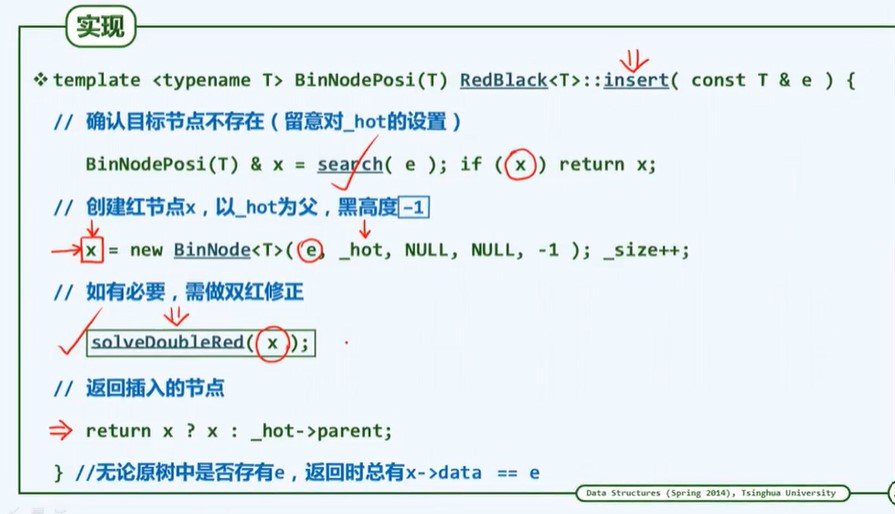 实现
❖template <typename T> BinNodePosi(T) RedBlack<T>::insert( const T & e ) {
// 确认目标节点不存在（留意对_hot的设置）
BinNodePosi(T) & x = search( e ); if (x) return x;
// 创建红节点x，以_hot为父，黑高度-1
x = new BinNode<T>( e, _hot, NULL, NULL, -1 ); _size++;
// 如有必要，需做双红修正
solveDoubleRed( x );
// 返回插入的节点
return x ? x : _hot->parent;
} //无论原树中是否存有e，返回时总有x->data == e
Data Structures (Spring 2014), Tsinghua University